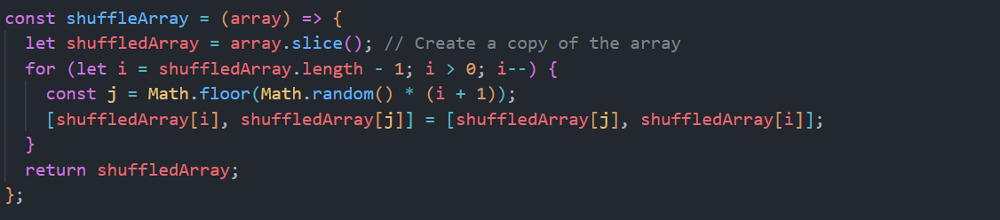 const shuffleArray = (array) => {
  let shuffledArray = array.slice(); // Create a copy of the array
  for (let i = shuffledArray.length - 1; i > 0; i--) {
    const j = Math.floor(Math.random() * (i + 1));
    [shuffledArray[i], shuffledArray[j]] = [shuffledArray[j], shuffledArray[i]];
  }
  return shuffledArray;
};